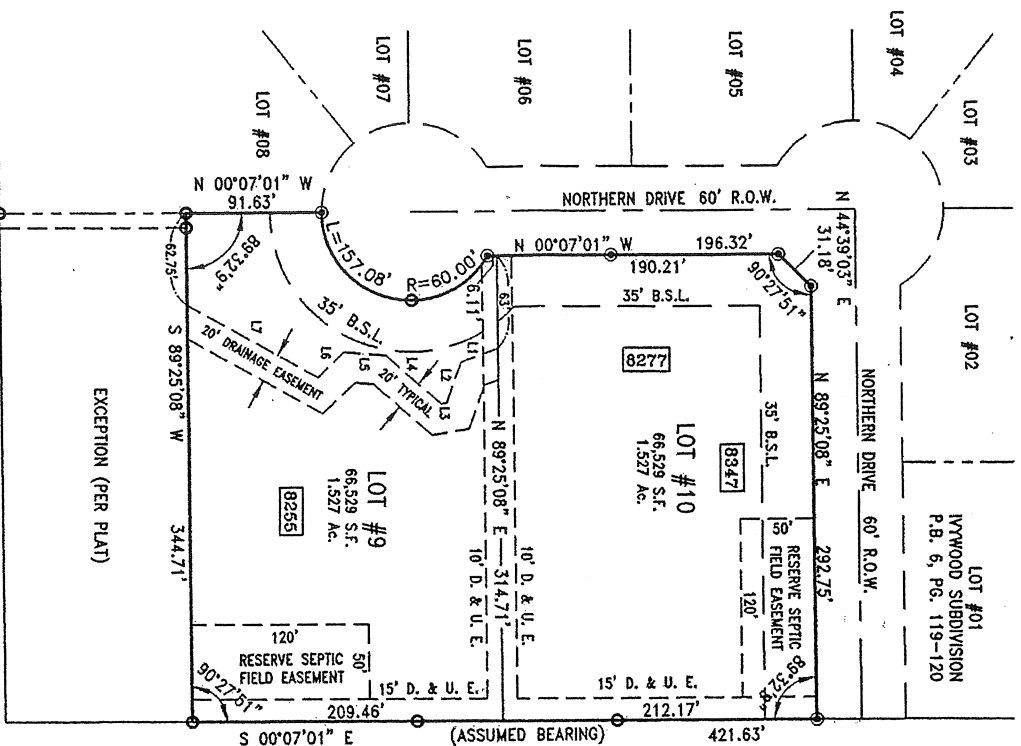 LOT #07
LOT #06
LOT #05
LOT #04
LOT #03
LOT #08
LOT #02
N 00°07'01" W
91.63'
NORTHERN DRIVE 60' R.O.W.
N 44°39'03" E
31.18'
L=157.08'
R=60.00'
N 00°07'01" W 196.32'
190.21'
6.11'
63'
89°32'9"
62.75'
90°27'51"
35' B.S.L.
35' B.S.L.
35' B.S.L.
L7
L6
L5
L4
L2
L1
L3
20' DRAINAGE EASEMENT
20' TYPICAL
8277
8347
NORTHERN DRIVE 60' R.O.W.
N 89°25'08" E 292.75'
S 89°25'08" W 344.71'
N 89°25'08" E 314.71'
EXCEPTION (PER PLAT)
LOT #10
66,529 S.F.
1.527 Ac.
LOT #9
66,529 S.F.
1.527 Ac.
8255
LOT #01
IVYWOOD SUBDIVISION
P.B. 6, PG. 119-120
10' D. & U. E.
10' D. & U. E.
50'
RESERVE SEPTIC
FIELD EASEMENT
120'
120'
RESERVE SEPTIC
FIELD EASEMENT
50'
90°27'51"
89°32'9"
15' D. & U. E.
15' D. & U. E.
209.46'
212.17'
S 00°07'01" E
(ASSUMED BEARING)
421.63'